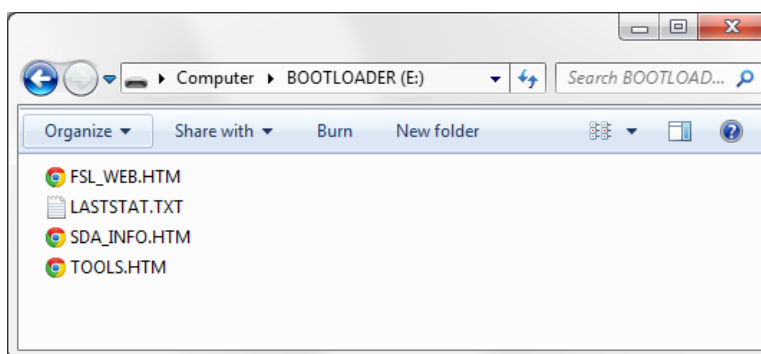 Computer BOOTLOADER (E:) Search BOOTLOAD...
Organize Share with Burn New folder
FSL_WEB.HTM
LASTSTAT.TXT
SDA_INFO.HTM
TOOLS.HTM